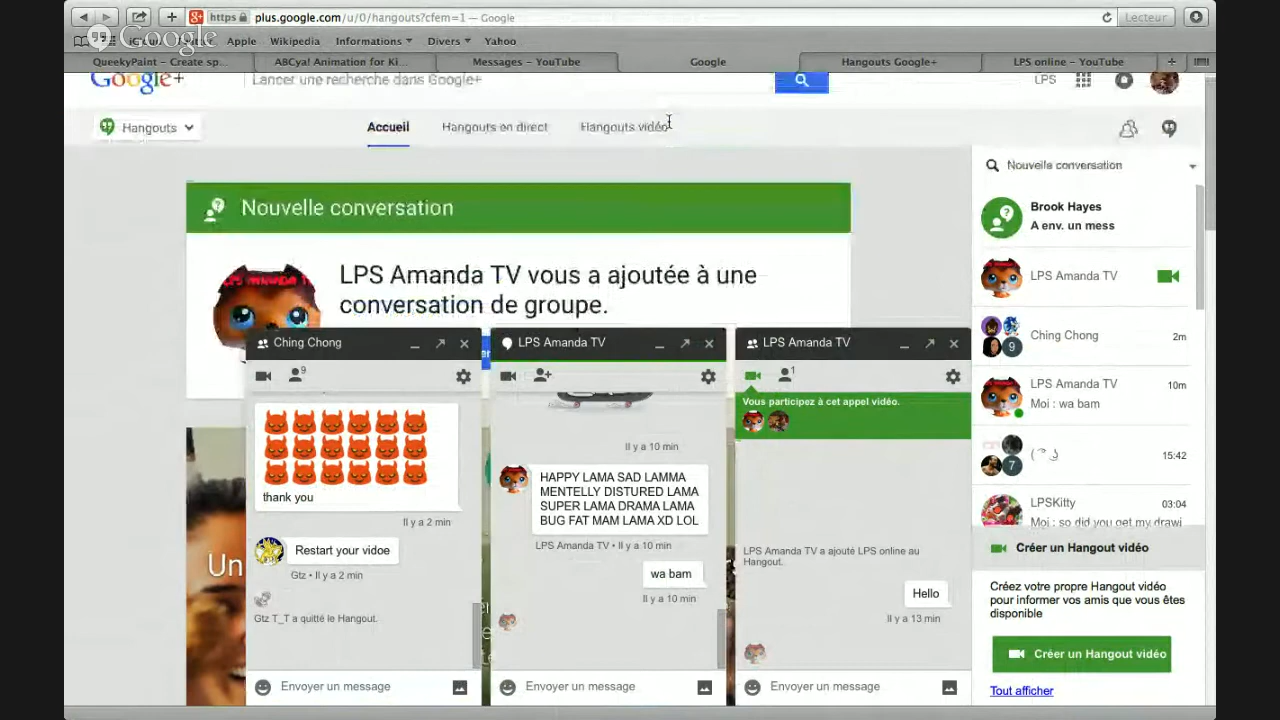 https plus.google.com/u/0/hangouts?cfem=1 — Google
Lecteur
Google
Apple Wikipedia Informations Divers Yahoo
QueekyPaint – Create sp... ABCya! Animation for Ki... Messages – YouTube Google Hangouts Google+ LPS online – YouTube
Google+ Lancer une recherche dans Google+ LPS
Hangouts Accueil Hangouts en direct Hangouts vidéo
Nouvelle conversation
LPS Amanda TV vous a ajoutée à une
conversation de groupe.
Un
Ching Chong
9
thank you
Il y a 2 min
Restart your vidoe
Gtz • Il y a 2 min
Gtz T_T a quitté le Hangout.
Envoyer un message
LPS Amanda TV
Il y a 10 min
HAPPY LAMA SAD LAMMA
MENTELLY DISTURED LAMA
SUPER LAMA DRAMA LAMA
BUG FAT MAM LAMA XD LOL
LPS Amanda TV • Il y a 10 min
wa bam
Il y a 10 min
Envoyer un message
LPS Amanda TV
1
Vous participez à cet appel vidéo.
LPS Amanda TV a ajouté LPS online au
Hangout.
Hello
Il y a 13 min
Envoyer un message
Nouvelle conversation
Brook Hayes
A env. un mess
LPS Amanda TV
Ching Chong 2m
9
LPS Amanda TV 10m
Moi : wa bam
15:42
7
LPSKitty 03:04
Moi : so did you get my drawi
Créer un Hangout vidéo
Créez votre propre Hangout vidéo
pour informer vos amis que vous êtes
disponible
Créer un Hangout vidéo
Tout afficher